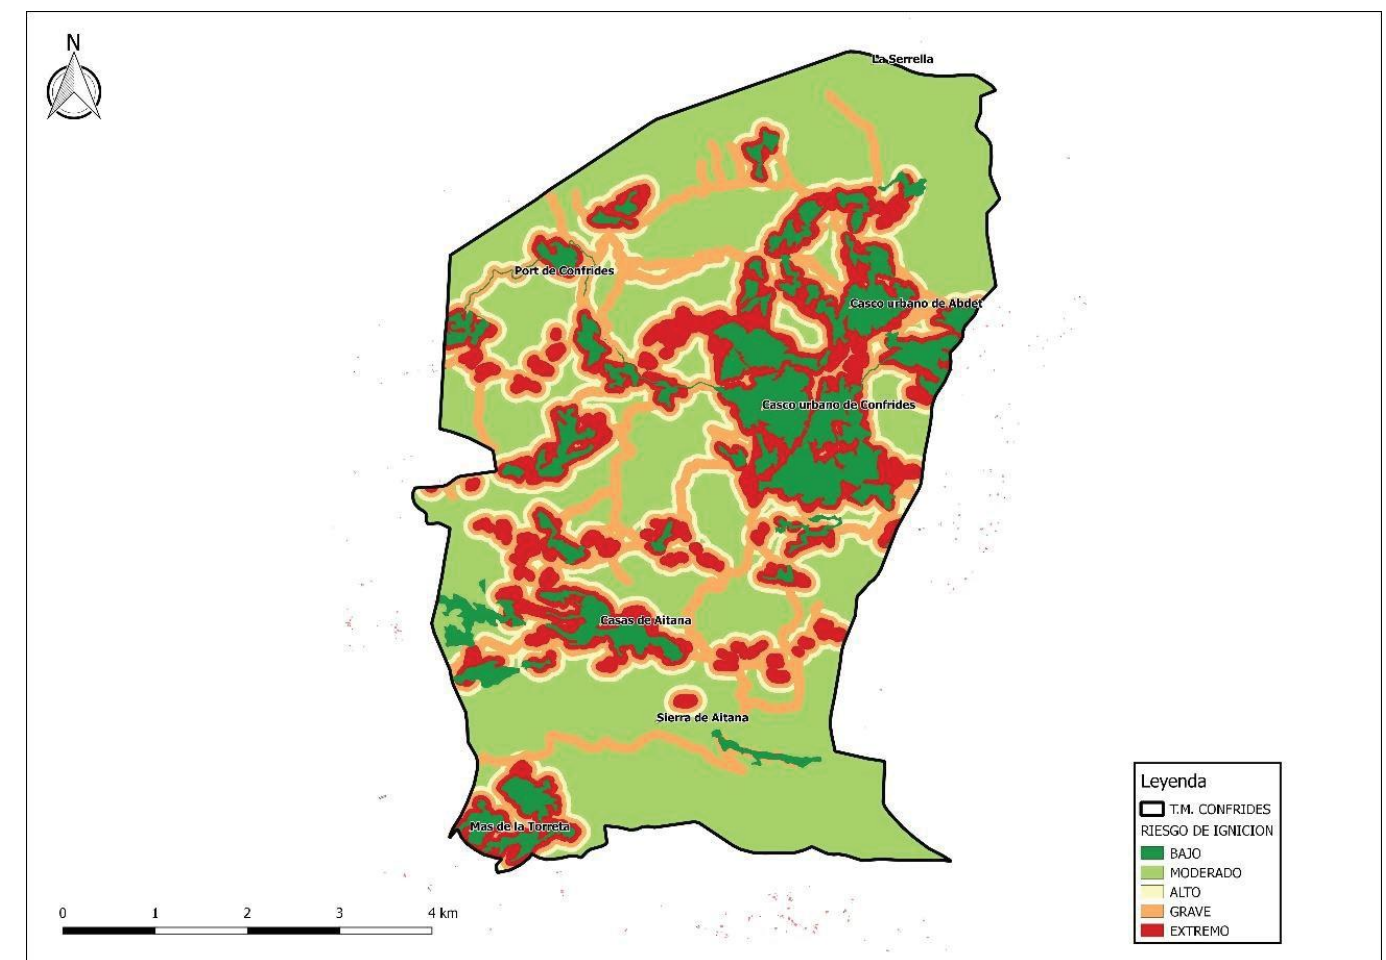 N
La Serrella
Port de Confrides
Casco urbano de Abdet
Casco urbano de Confrides
Casas de Aitana
Sierra de Aitana
Mas de la Torreta
Leyenda
T.M. CONFRIDES
RIESGO DE IGNICION
BAJO
MODERADO
ALTO
GRAVE
EXTREMO
0 1 2 3 4 km